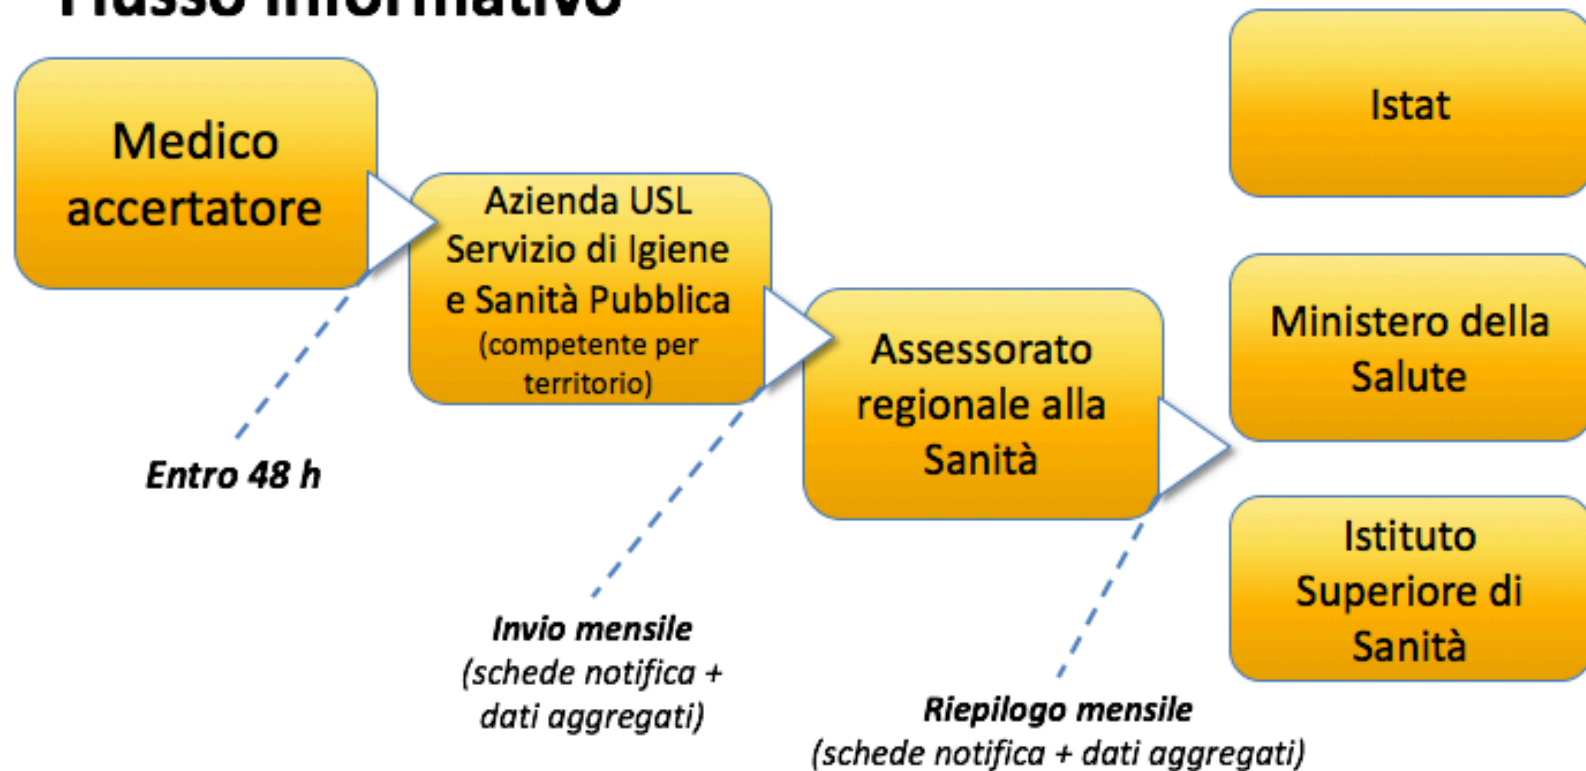 Flusso informativo
Medico
accertatore
Entro 48 h
Azienda USL
Servizio di Igiene
e Sanità Pubblica
(competente per
territorio)
Invio mensile
(schede notifica +
dati aggregati)
Assessorato
regionale alla
Sanità
Riepilogo mensile
(schede notifica + dati aggregati)
Istat
Ministero della
Salute
Istituto
Superiore di
Sanità